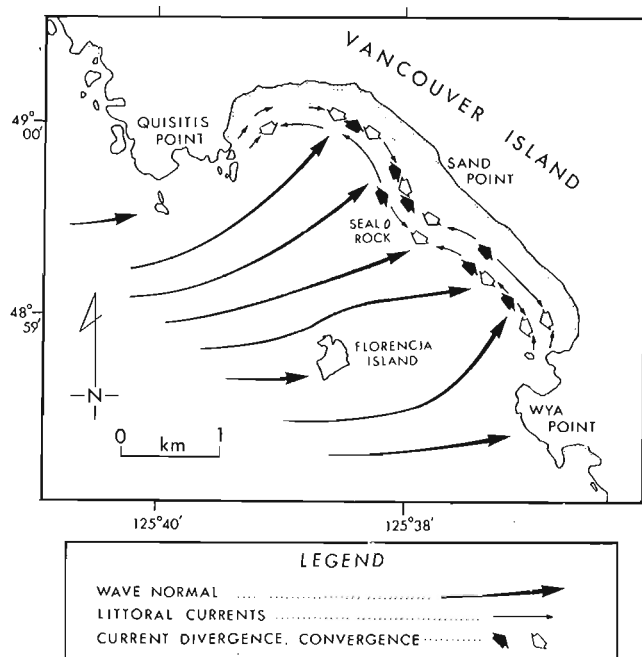 VANCOUVER ISLAND
49°
00'
QUISITIS
POINT
SAND
POINT
SEAL
ROCK
48°
59'
FLORENCIA
ISLAND
N
WYA
POINT
0 1
km
125°40' 125°38'
LEGEND
WAVE NORMAL
LITTORAL CURRENTS
CURRENT DIVERGENCE, CONVERGENCE